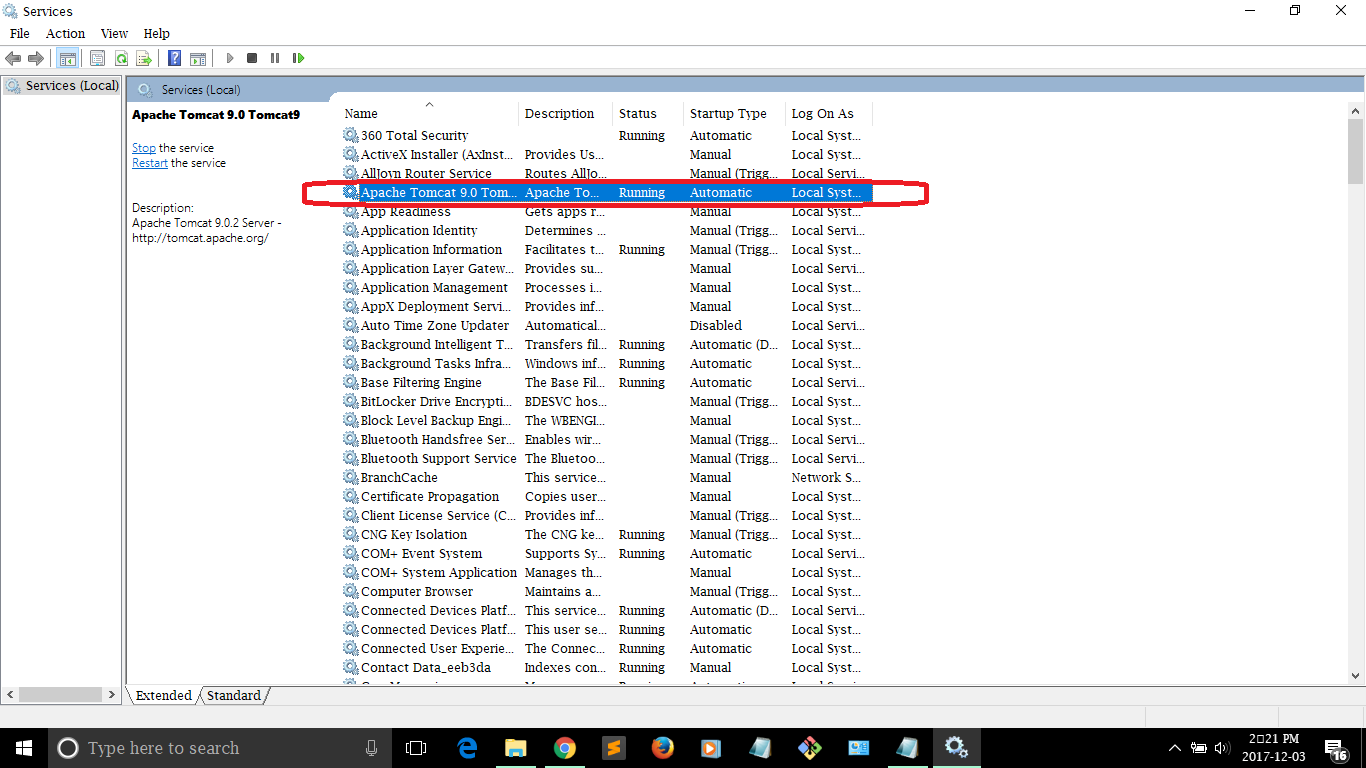 Services
File Action View Help
Services (Local)
Services (Local)
Apache Tomcat 9.0 Tomcat9
Stop the service
Restart the service
Description:
Apache Tomcat 9.0.2 Server -
http://tomcat.apache.org/
Name Description Status Startup Type Log On As
360 Total Security Running Automatic Local Syst...
ActiveX Installer (AxInst... Provides Us... Manual Local Syst...
AllJoyn Router Service Routes AllJo... Manual (Trigg... Local Servi...
Apache Tomcat 9.0 Tom... Apache To... Running Automatic Local Syst...
App Readiness Gets apps r... Manual Local Syst...
Application Identity Determines ... Manual (Trigg... Local Servi...
Application Information Facilitates t... Running Manual (Trigg... Local Syst...
Application Layer Gatew... Provides su... Manual Local Servi...
Application Management Processes i... Manual Local Syst...
AppX Deployment Servi... Provides inf... Manual Local Syst...
Auto Time Zone Updater Automatical... Disabled Local Servi...
Background Intelligent T... Transfers fil... Running Automatic (D... Local Syst...
Background Tasks Infra... Windows inf... Running Automatic Local Syst...
Base Filtering Engine The Base Fil... Running Automatic Local Servi...
BitLocker Drive Encrypti... BDESVC hos... Manual (Trigg... Local Syst...
Block Level Backup Engi... The WBENGI... Manual Local Syst...
Bluetooth Handsfree Ser... Enables wir... Manual (Trigg... Local Servi...
Bluetooth Support Service The Bluetoo... Manual (Trigg... Local Servi...
BranchCache This service... Manual Network S...
Certificate Propagation Copies user... Manual Local Syst...
Client License Service (C... Provides inf... Manual (Trigg... Local Syst...
CNG Key Isolation The CNG ke... Running Manual (Trigg... Local Syst...
COM+ Event System Supports Sy... Running Automatic Local Servi...
COM+ System Application Manages th... Manual Local Syst...
Computer Browser Maintains a... Manual (Trigg... Local Syst...
Connected Devices Platf... This service... Running Automatic (D... Local Servi...
Connected Devices Platf... This user se... Running Automatic Local Syst...
Connected User Experie... The Connec... Running Automatic Local Syst...
Contact Data_eeb3da Indexes con... Running Manual Local Syst...
Extended Standard
Type here to search
2□21 PM
2017-12-03
16